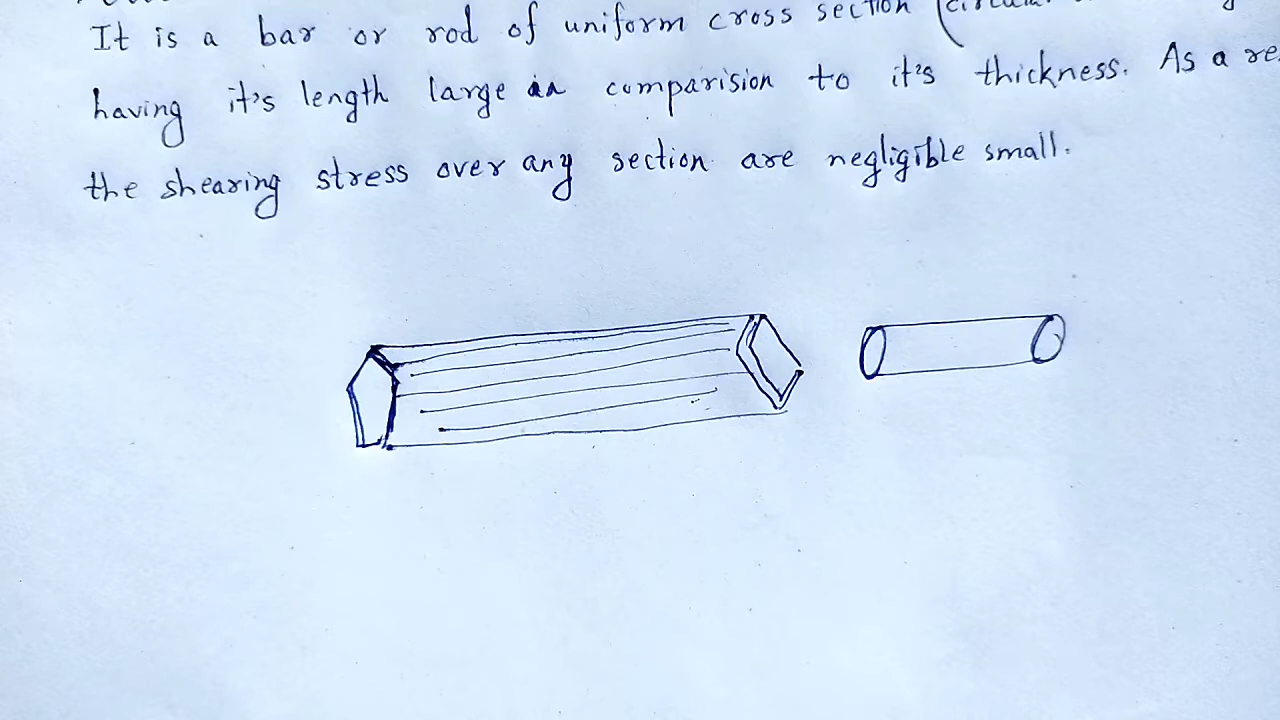 It is a bar or rod of uniform cross section
having it's length large in comparision to it's thickness. As a
the shearing stress over any section are negligible small.